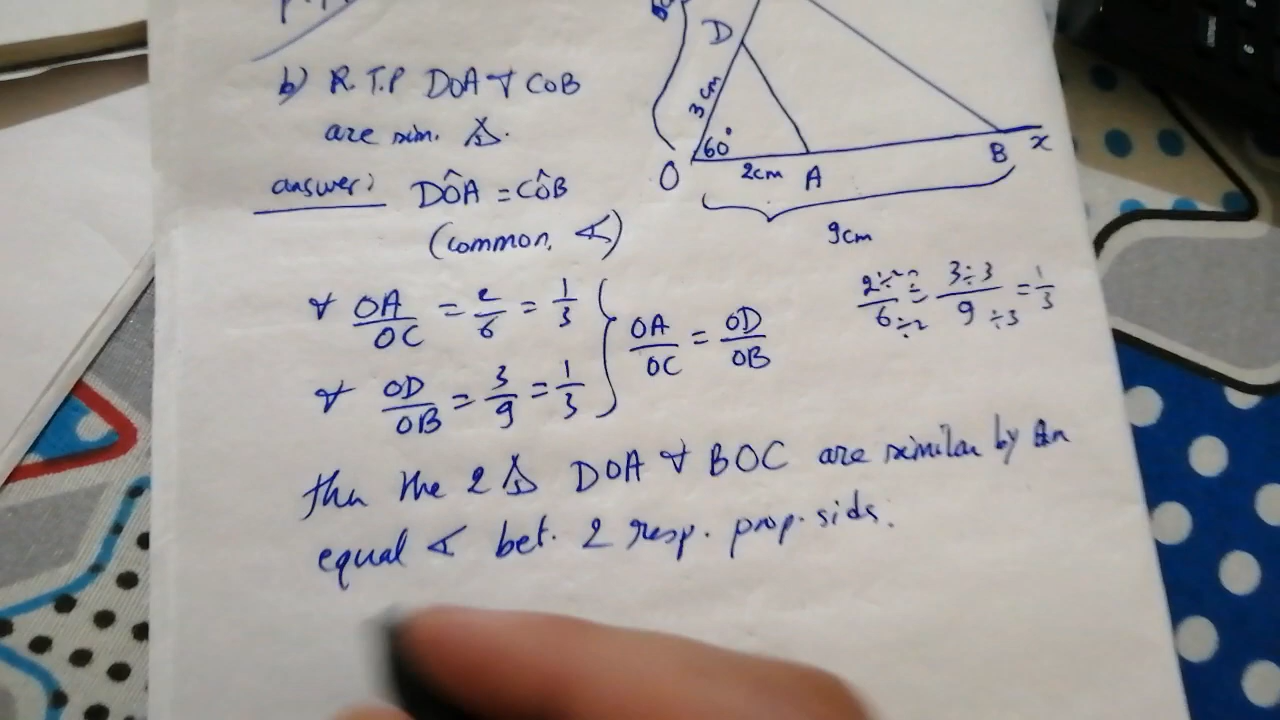 b) R.T.P DOA & COB
are sim. Δs.
answer: DÔA = CÔB
(common ∢)
& OA/OC = 2/6 = 1/3
& OD/OB = 3/9 = 1/3
OA/OC = OD/OB
then the 2 Δs DOA & BOC are similar by an
equal ∢ bet. 2 resp. prop. sids.
D
3 cm
60°
O
2cm
A
B
x
9cm
2÷2/6÷2 = 3÷3/9÷3 = 1/3